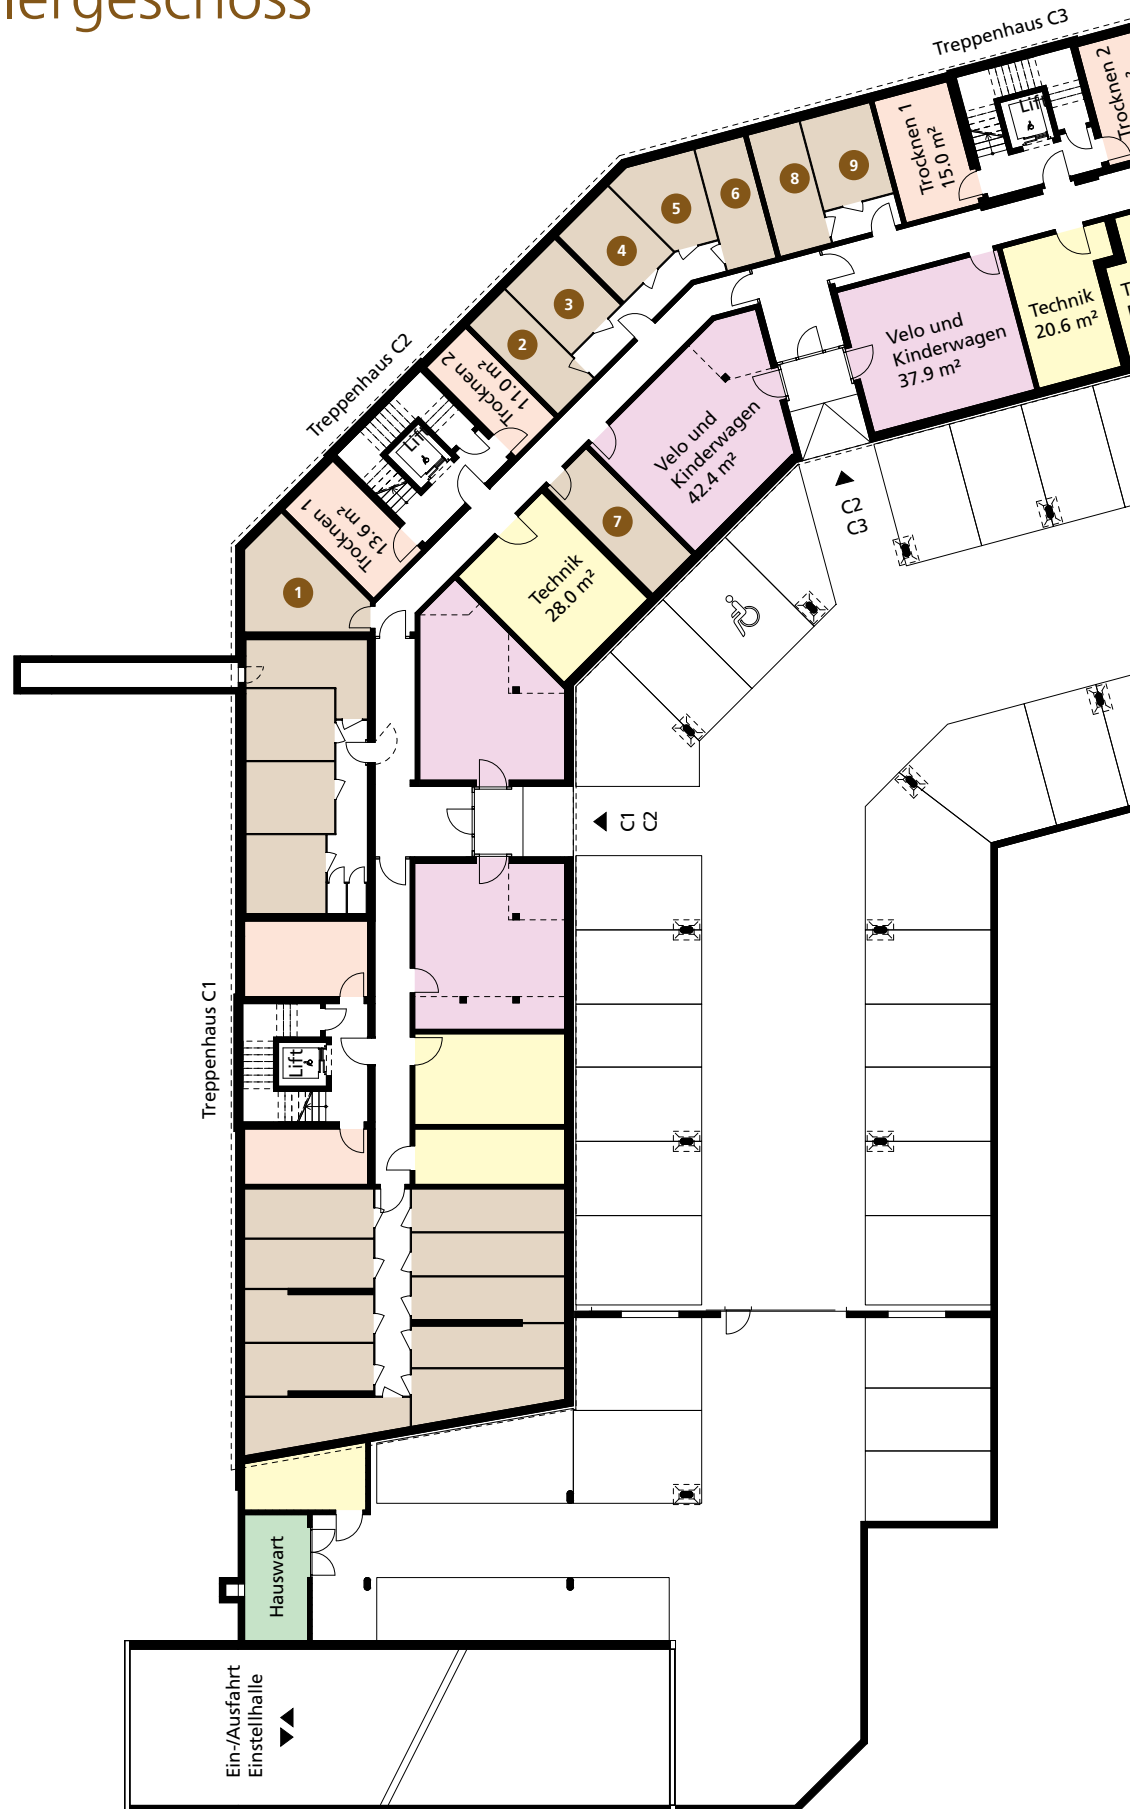 Treppenhaus C3
Trocknen 2
Lift
Trocknen 1
15.0 m²
9
8
6
5
4
3
2
Technik
20.6 m²
Velo und
Kinderwagen
37.9 m²
Treppenhaus C2
Trocknen 2
11.0 m²
Lift
Velo und
Kinderwagen
42.4 m²
C2
C3
7
Trocknen 1
13.6 m²
Technik
28.0 m²
1
C1
C2
Treppenhaus C1
Lift
Hauswart
Ein-/Ausfahrt
Einstellhalle